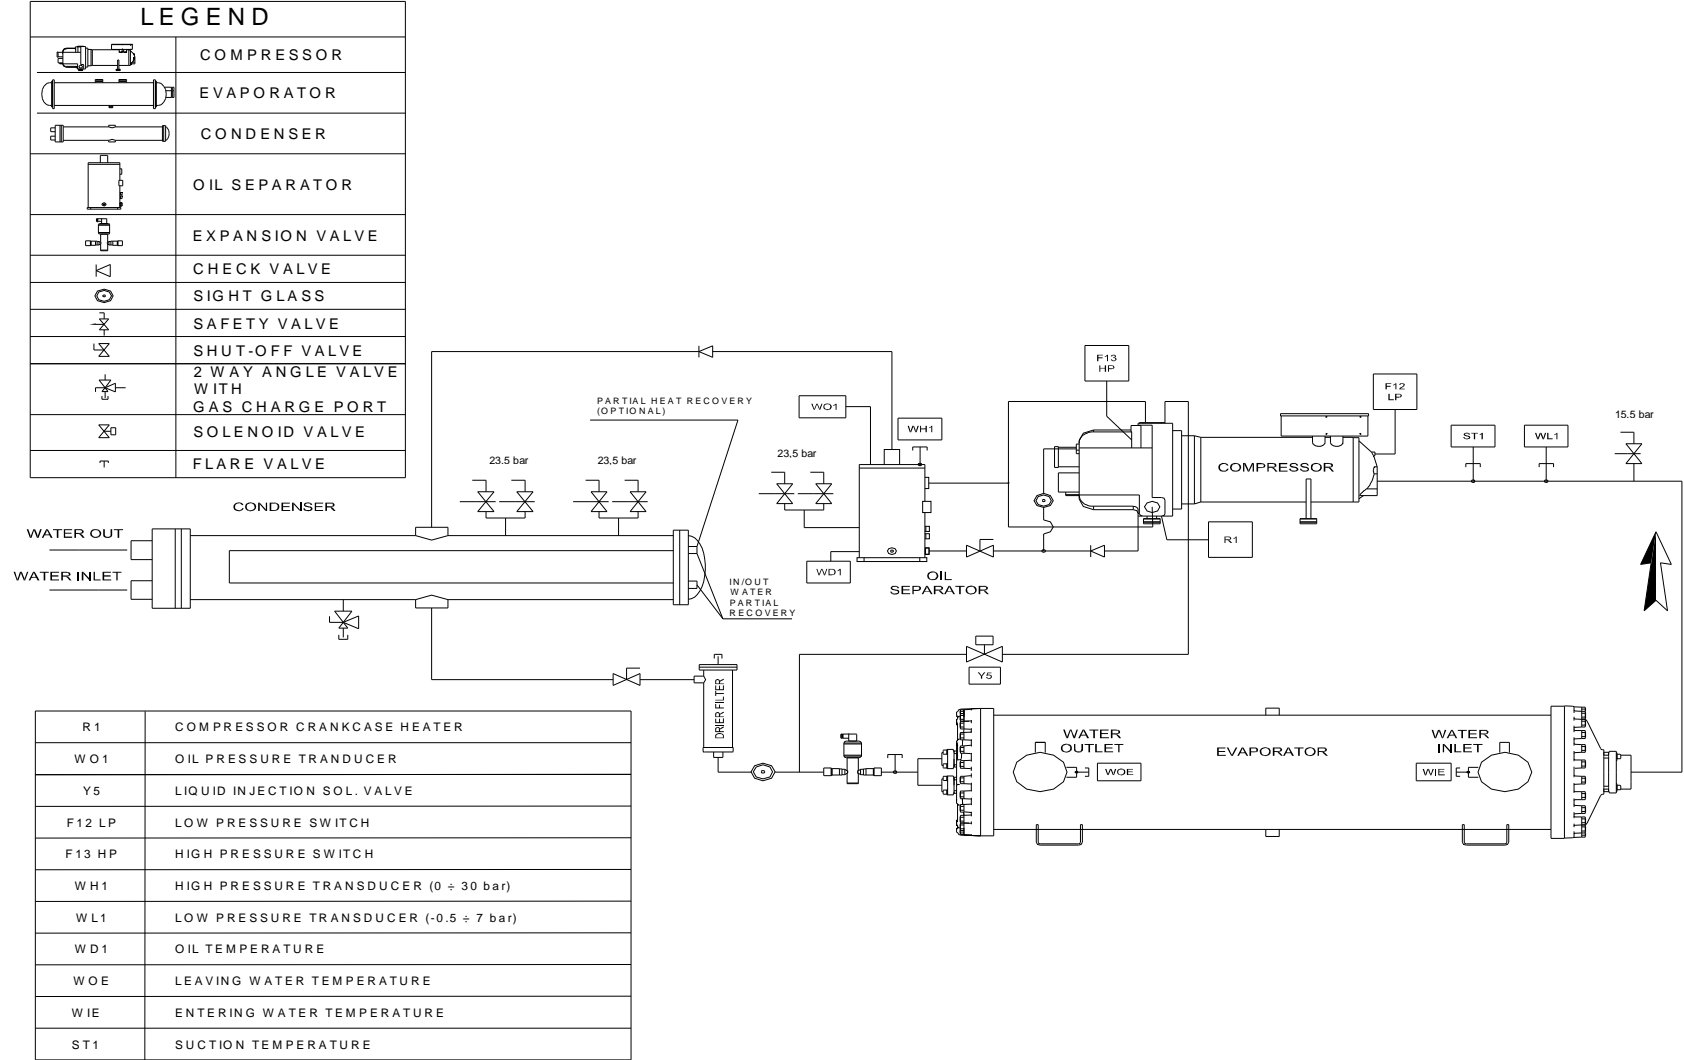 LEGEND
COMPRESSOR
EVAPORATOR
CONDENSER
OIL SEPARATOR
EXPANSION VALVE
CHECK VALVE
SIGHT GLASS
SAFETY VALVE
SHUT-OFF VALVE
2 WAY ANGLE VALVE
WITH
GAS CHARGE PORT
SOLENOID VALVE
FLARE VALVE
CONDENSER
WATER OUT
WATER INLET
23.5 bar
23,5 bar
PARTIAL HEAT RECOVERY
(OPTIONAL)
IN/OUT
WATER
PARTIAL
RECOVERY
23,5 bar
WO1
WH1
WD1
OIL
SEPARATOR
F13
HP
F12
LP
COMPRESSOR
R1
ST1
WL1
15.5 bar
Y5
DRIER FILTER
WATER
OUTLET
WOE
EVAPORATOR
WATER
INLET
WIE
R1 COMPRESSOR CRANKCASE HEATER
WO1 OIL PRESSURE TRANDUCER
Y5 LIQUID INJECTION SOL. VALVE
F12 LP LOW PRESSURE SWITCH
F13 HP HIGH PRESSURE SWITCH
WH1 HIGH PRESSURE TRANSDUCER (0 ÷ 30 bar)
WL1 LOW PRESSURE TRANSDUCER (-0.5 ÷ 7 bar)
WD1 OIL TEMPERATURE
WOE LEAVING WATER TEMPERATURE
WIE ENTERING WATER TEMPERATURE
ST1 SUCTION TEMPERATURE